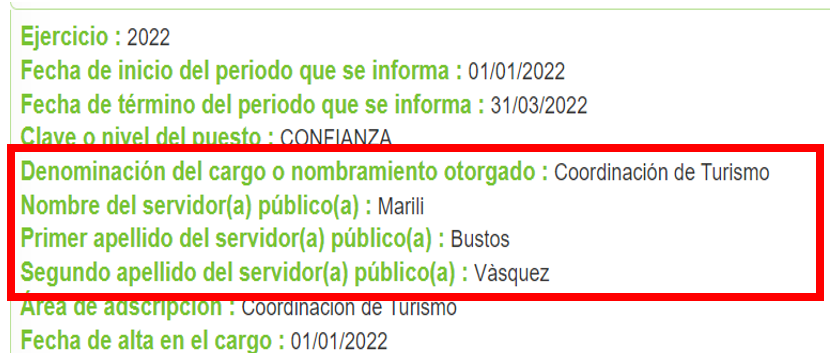 Ejercicio : 2022
Fecha de inicio del periodo que se informa : 01/01/2022
Fecha de término del periodo que se informa : 31/03/2022
Clave o nivel del puesto : CONFIANZA
Denominación del cargo o nombramiento otorgado : Coordinación de Turismo
Nombre del servidor(a) público(a) : Marili
Primer apellido del servidor(a) público(a) : Bustos
Segundo apellido del servidor(a) público(a) : Vàsquez
Área de adscripción : Coordinación de Turismo
Fecha de alta en el cargo : 01/01/2022